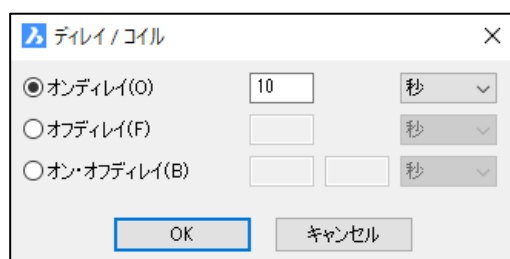 ディレイ / コイル
オンディレイ(O) 10 秒
オフディレイ(F) 秒
オン・オフディレイ(B) 秒
OK キャンセル